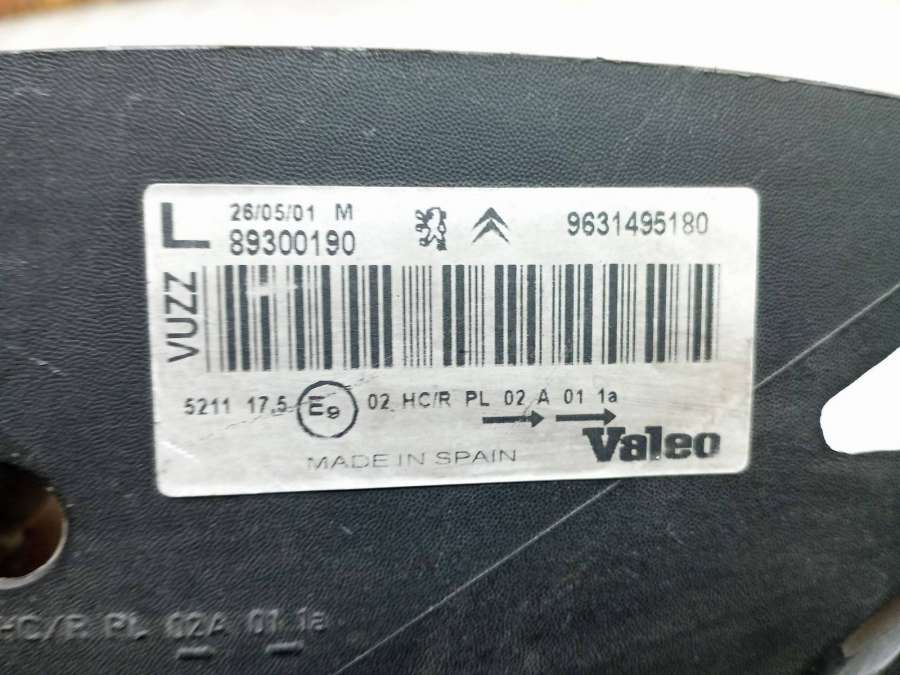 L
26/05/01 M
89300190
9631495180
VUZZ
5211 17.5 E9 02 HC/R PL 02 A 01 1a
MADE IN SPAIN
Valeo
HC/R PL 02A 01 1a